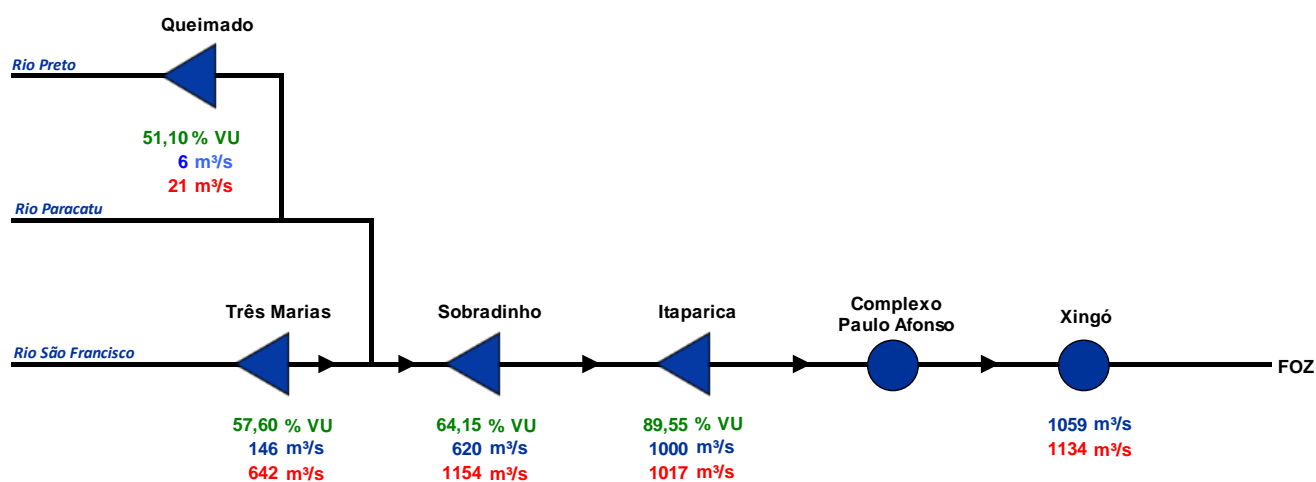 Queimado
Rio Preto
51,10 % VU
6 m³/s
21 m³/s
Rio Paracatu
Três Marias
Sobradinho
Itaparica
Complexo
Paulo Afonso
Xingó
Rio São Francisco
FOZ
57,60 % VU
146 m³/s
642 m³/s
64,15 % VU
620 m³/s
1154 m³/s
89,55 % VU
1000 m³/s
1017 m³/s
1059 m³/s
1134 m³/s